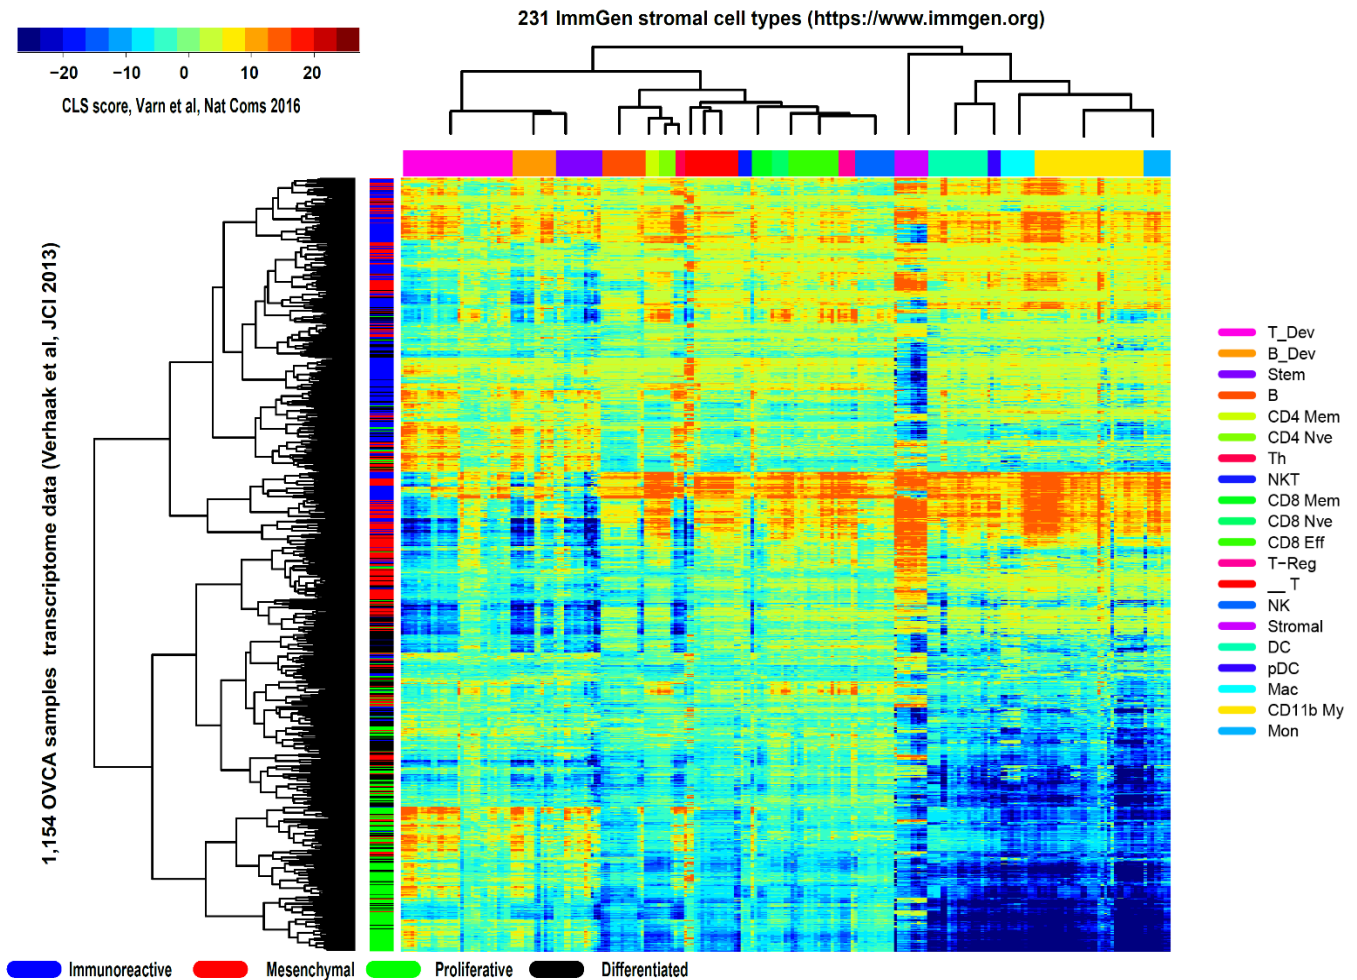 231 ImmGen stromal cell types (https://www.immgen.org)
−20 −10 0 10 20
CLS score, Varn et al, Nat Coms 2016
1,154 OVCA samples transcriptome data (Verhaak et al, JCI 2013)
T_Dev
B_Dev
Stem
B
CD4 Mem
CD4 Nve
Th
NKT
CD8 Mem
CD8 Nve
CD8 Eff
T−Reg
__ T
NK
Stromal
DC
pDC
Mac
CD11b My
Mon
Immunoreactive Mesenchymal Proliferative Differentiated